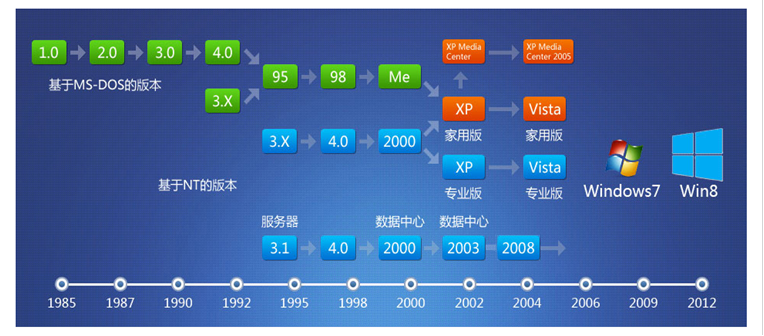 1.0 2.0 3.0 4.0 XP Media Center XP Media Center 2005
基于MS-DOS的版本
95 98 Me
3.X
XP Vista
家用版 家用版
3.X 4.0 2000
XP Vista
基于NT的版本
专业版 专业版
Windows7 Win8
服务器 数据中心 数据中心
3.1 4.0 2000 2003 2008
1985 1987 1990 1992 1995 1998 2000 2002 2004 2006 2009 2012